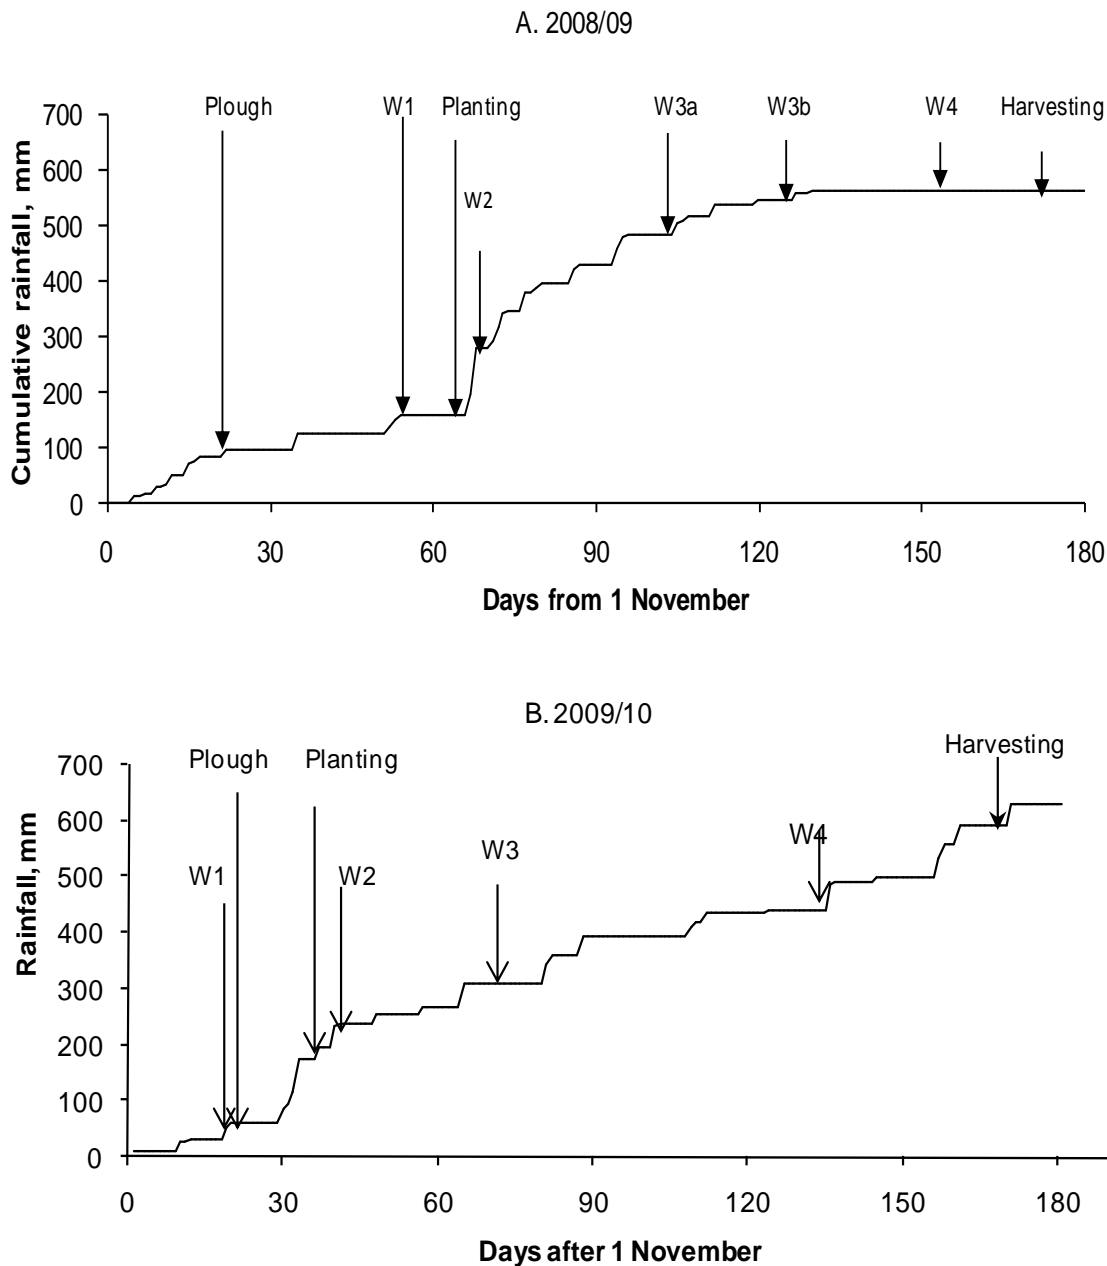 A. 2008/09
Plough W1 Planting W3a W3b W4 Harvesting
W2
Cumulative rainfall, mm
700
600
500
400
300
200
100
0
0 30 60 90 120 150 180
Days from 1 November
B. 2009/10
Harvesting
Plough Planting
W4
W3
W1 W2
Rainfall, mm
700
600
500
400
300
200
100
0
0 30 60 90 120 150 180
Days after 1 November